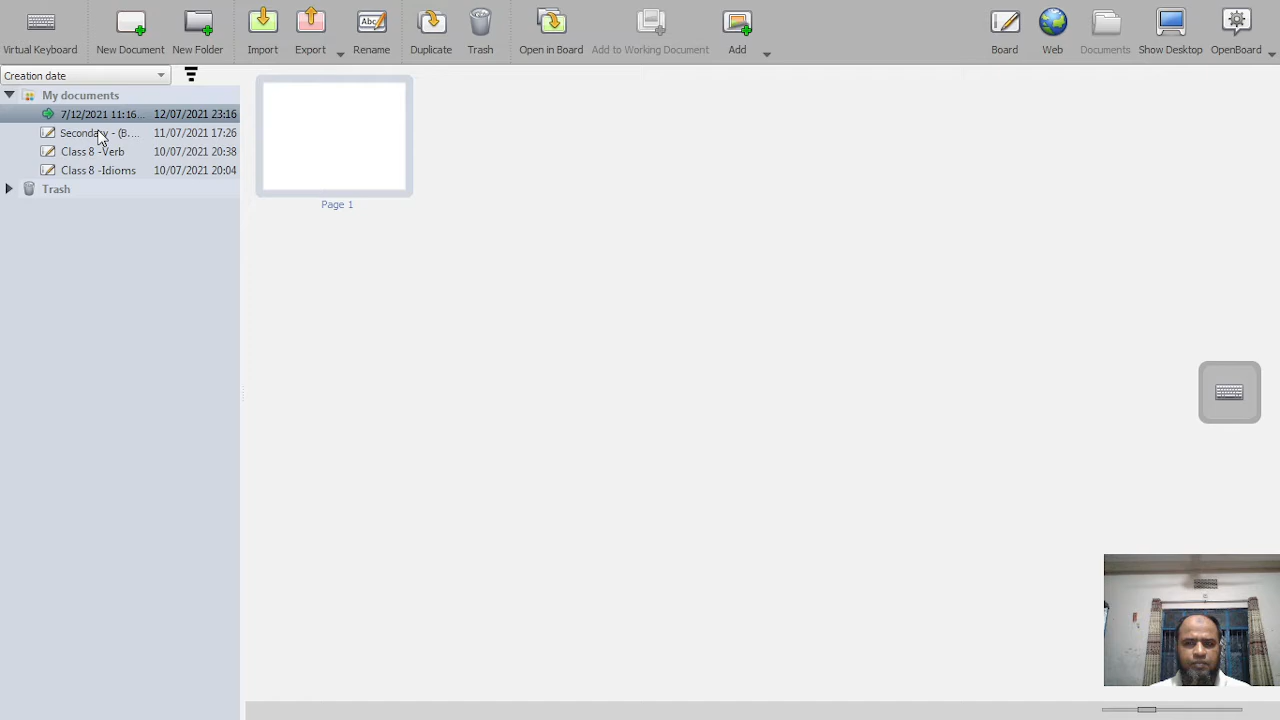 Virtual Keyboard
New Document
New Folder
Import
Export
Rename
Duplicate
Trash
Open in Board
Add to Working Document
Add
Board
Web
Documents
Show Desktop
OpenBoard
Creation date
My documents
7/12/2021 11:16... 12/07/2021 23:16
Secondary - (B.... 11/07/2021 17:26
Class 8 -Verb 10/07/2021 20:38
Class 8 -Idioms 10/07/2021 20:04
Trash
Page 1
Abc